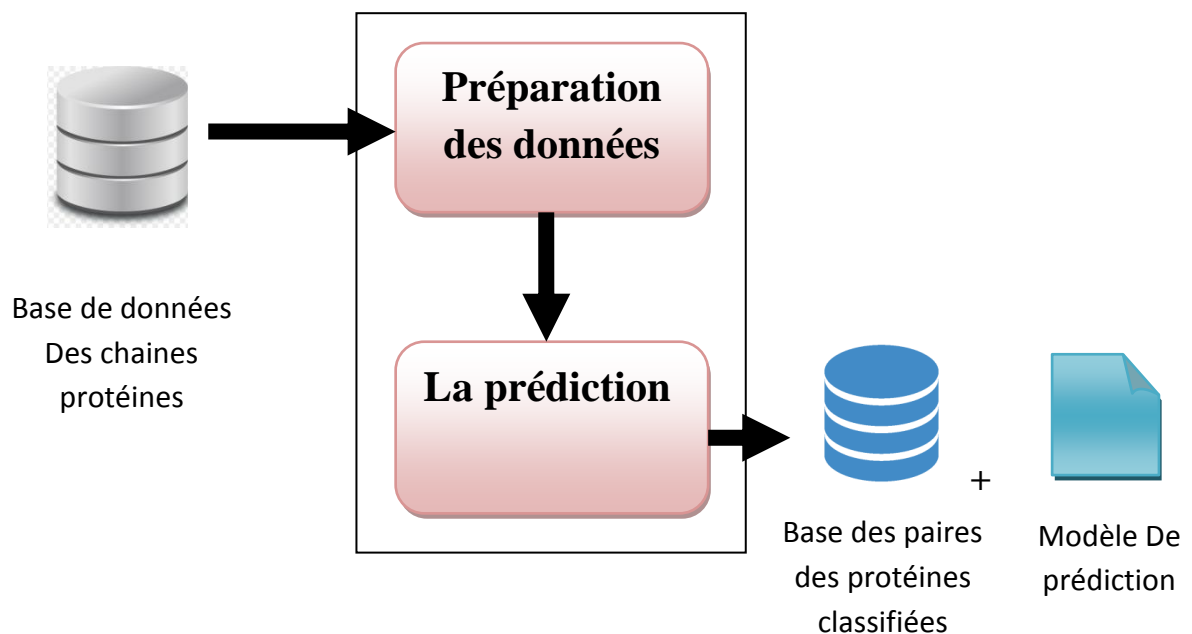 Préparation
des données
Base de données
Des chaines
protéines
La prédiction
+
Base des paires
des protéines
classifiées
Modèle De
prédiction